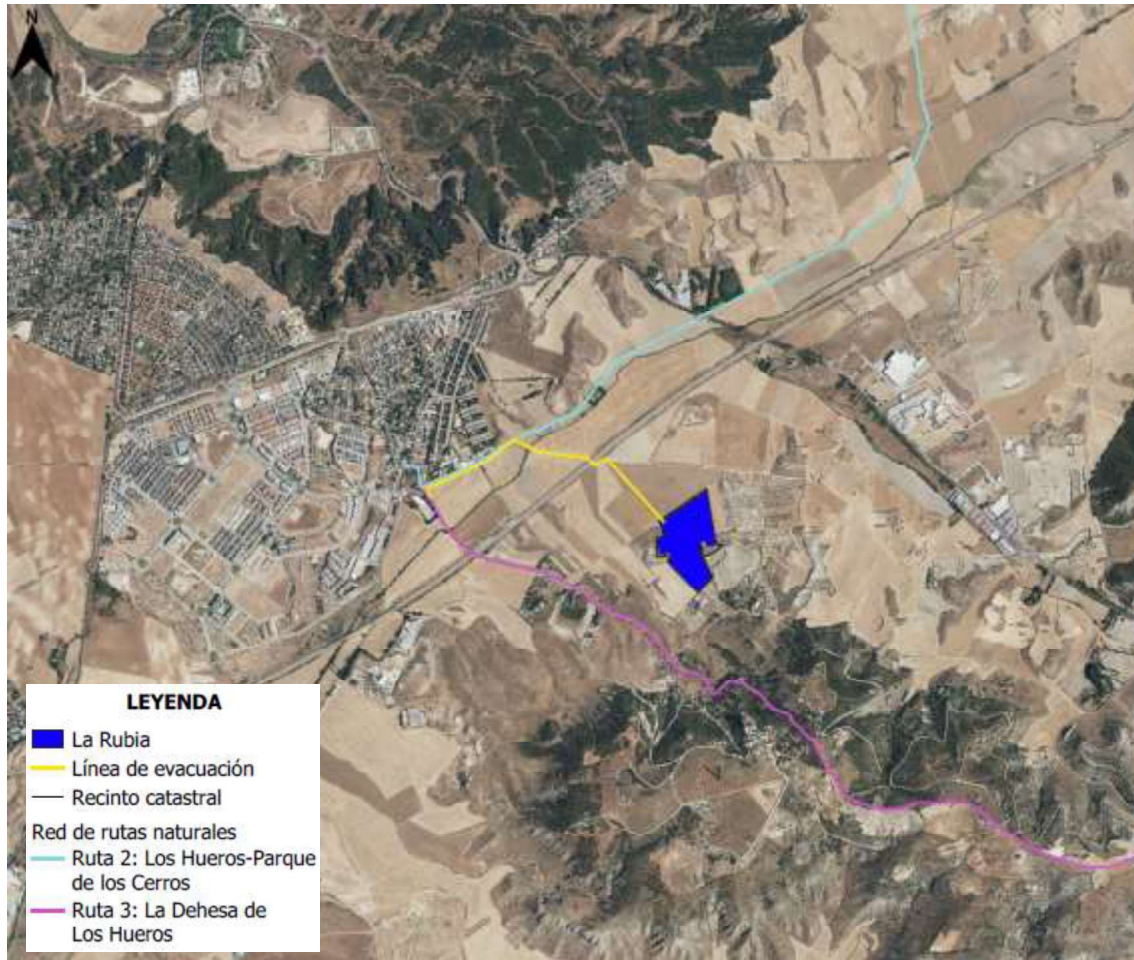 N
LEYENDA
La Rubia
Línea de evacuación
Recinto catastral
Red de rutas naturales
Ruta 2: Los Hueros-Parque
de los Cerros
Ruta 3: La Dehesa de
Los Hueros